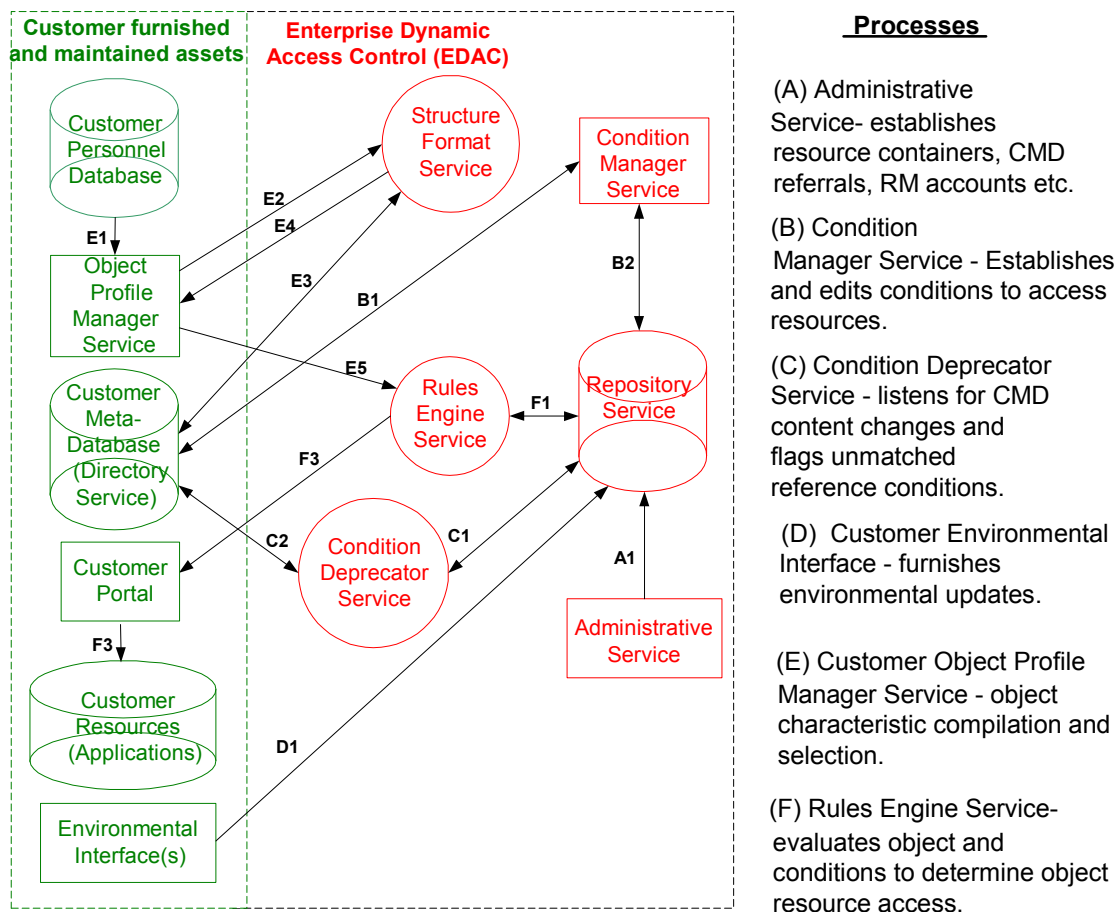 Customer furnished
and maintained assets
Enterprise Dynamic
Access Control (EDAC)
Customer
Personnel
Database
Structure
Format
Service
Condition
Manager
Service
E1
E2
E4
E3
B1
B2
Object
Profile
Manager
Service
E5
Customer
Meta-
Database
(Directory
Service)
Rules
Engine
Service
F1
Repository
Service
F3
C2
C1
Condition
Deprecator
Service
A1
Customer
Portal
F3
Administrative
Service
Customer
Resources
(Applications)
D1
Environmental
Interface(s)
Processes
(A) Administrative
Service- establishes
resource containers, CMD
referrals, RM accounts etc.
(B) Condition
Manager Service - Establishes
and edits conditions to access
resources.
(C) Condition Deprecator
Service - listens for CMD
content changes and
flags unmatched
reference conditions.
(D) Customer Environmental
Interface - furnishes
environmental updates.
(E) Customer Object Profile
Manager Service - object
characteristic compilation and
selection.
(F) Rules Engine Service-
evaluates object and
conditions to determine object
resource access.